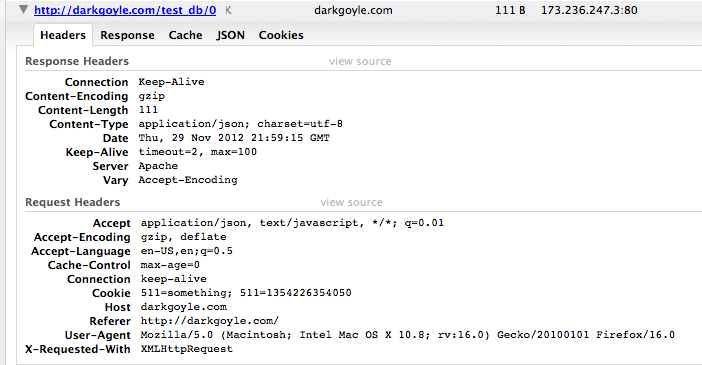 http://darkgoyle.com/test_db/0 K darkgoyle.com 111 B 173.236.247.3:80
Headers Response Cache JSON Cookies
Response Headers view source
Connection Keep-Alive
Content-Encoding gzip
Content-Length 111
Content-Type application/json; charset=utf-8
Date Thu, 29 Nov 2012 21:59:15 GMT
Keep-Alive timeout=2, max=100
Server Apache
Vary Accept-Encoding
Request Headers view source
Accept application/json, text/javascript, */*; q=0.01
Accept-Encoding gzip, deflate
Accept-Language en-US,en;q=0.5
Cache-Control max-age=0
Connection keep-alive
Cookie 511=something; 511=1354226354050
Host darkgoyle.com
Referer http://darkgoyle.com/
User-Agent Mozilla/5.0 (Macintosh; Intel Mac OS X 10.8; rv:16.0) Gecko/20100101 Firefox/16.0
X-Requested-With XMLHttpRequest